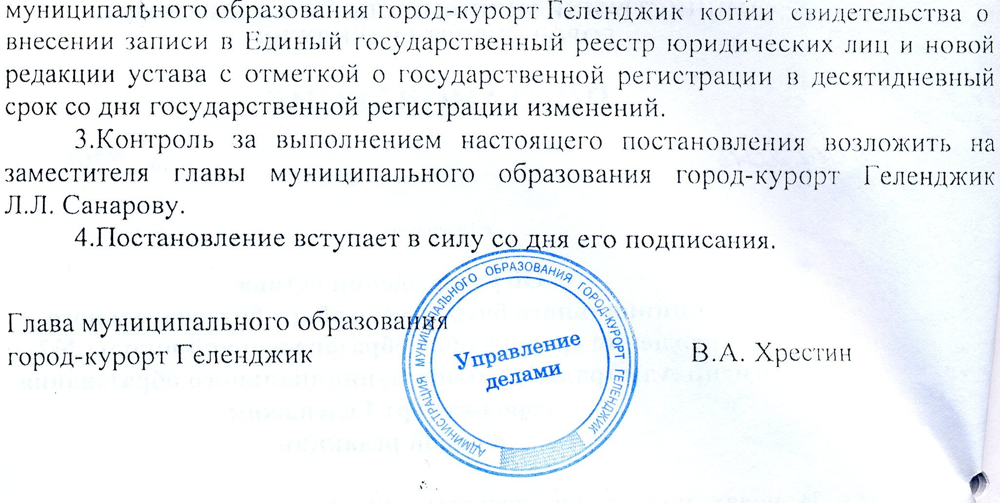 муниципального образования город-курорт Геленджик копии свидетельства о
внесении записи в Единый государственный реестр юридических лиц и новой
редакции устава с отметкой о государственной регистрации в десятидневный
срок со дня государственной регистрации изменений.
3.Контроль за выполнением настоящего постановления возложить на
заместителя главы муниципального образования город-курорт Геленджик
Л.Л. Санарову.
4.Постановление вступает в силу со дня его подписания.
Глава муниципального образования
город-курорт Геленджик
В.А. Хрестин
АДМИНИСТРАЦИЯ МУНИЦИПАЛЬНОГО ОБРАЗОВАНИЯ ГОРОД-КУРОРТ ГЕЛЕНДЖИК
Управление
делами